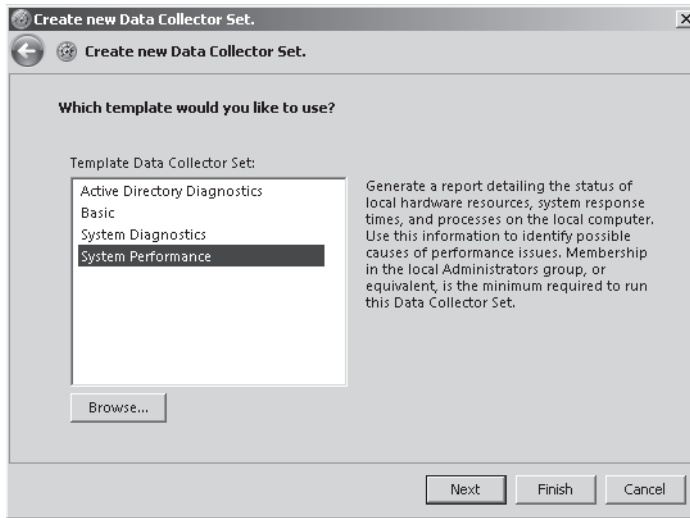 Create new Data Collector Set.
Create new Data Collector Set.
Which template would you like to use?
Template Data Collector Set:
Active Directory Diagnostics
Basic
System Diagnostics
System Performance
Generate a report detailing the status of
local hardware resources, system response
times, and processes on the local computer.
Use this information to identify possible
causes of performance issues. Membership
in the local Administrators group, or
equivalent, is the minimum required to run
this Data Collector Set.
Browse...
Next
Finish
Cancel